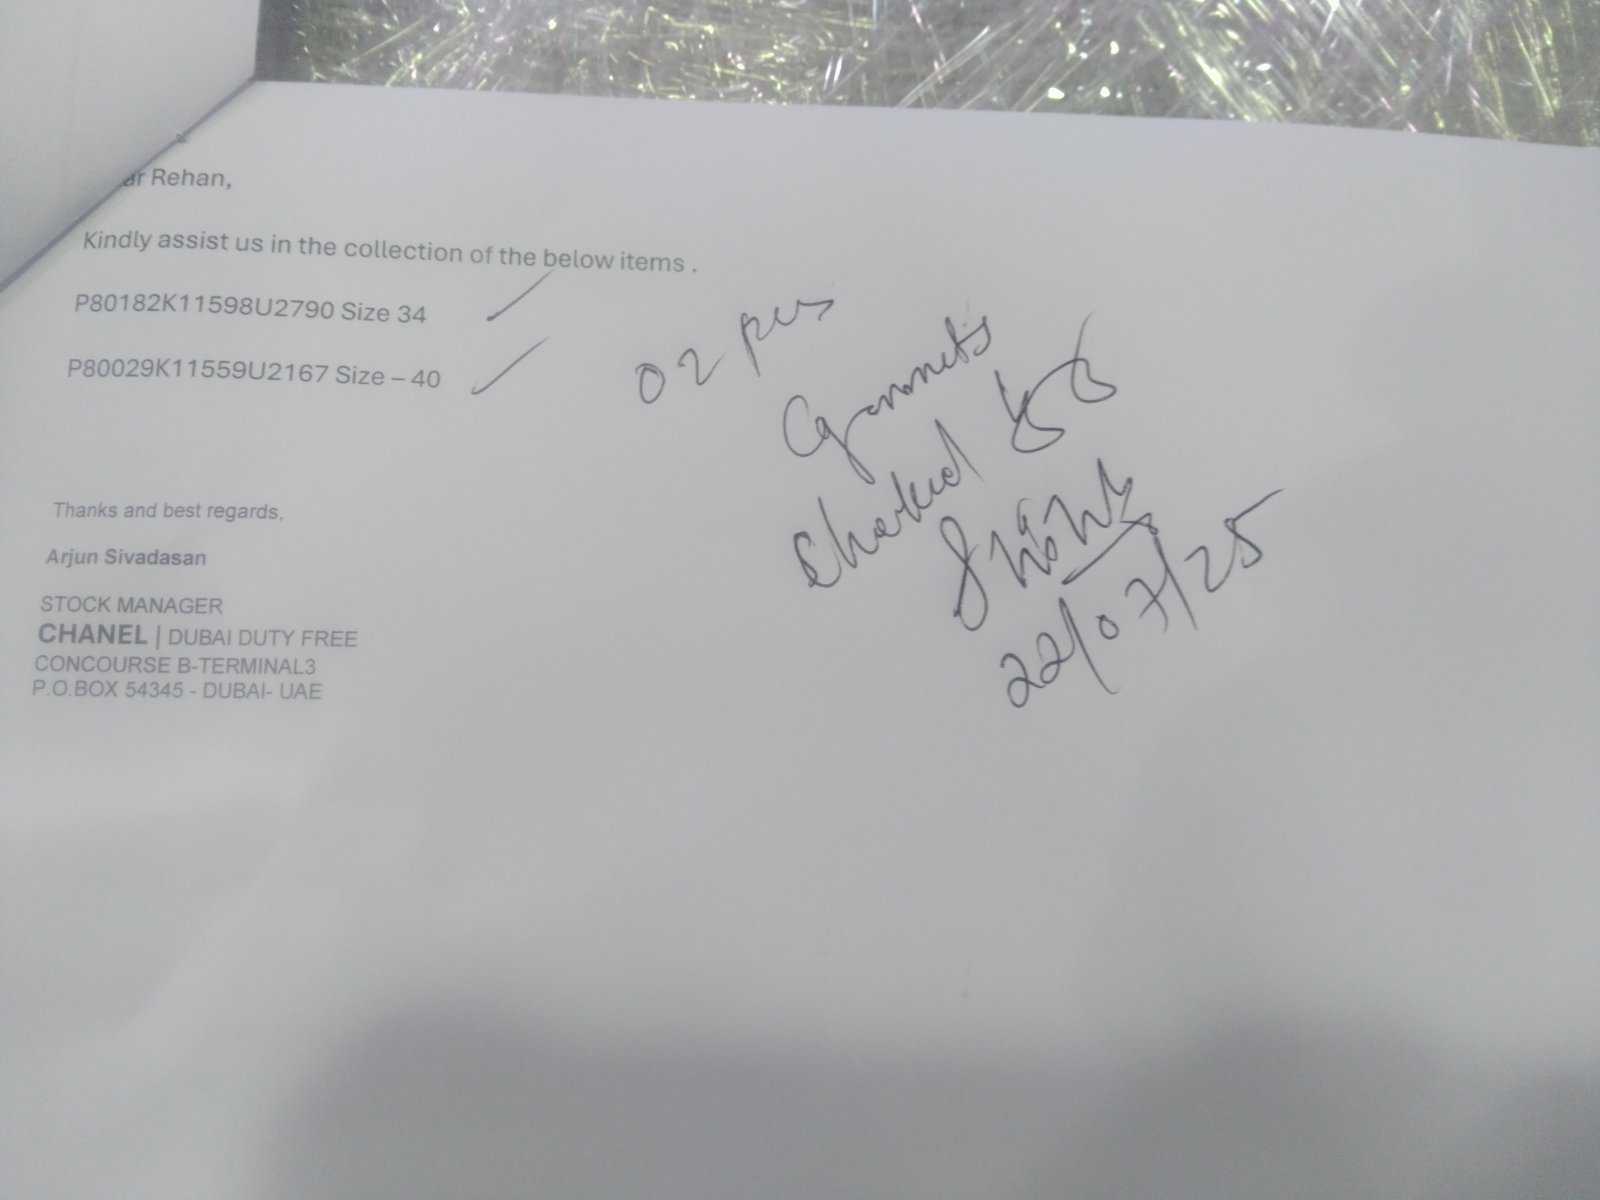 ar Rehan,
Kindly assist us in the collection of the below items .
P80182K11598U2790 Size 34
P80029K11559U2167 Size – 40
02 pcs
Garments
Checked
22/07/25
Thanks and best regards,
Arjun Sivadasan
STOCK MANAGER
CHANEL | DUBAI DUTY FREE
CONCOURSE B-TERMINAL3
P.O.BOX 54345 - DUBAI- UAE